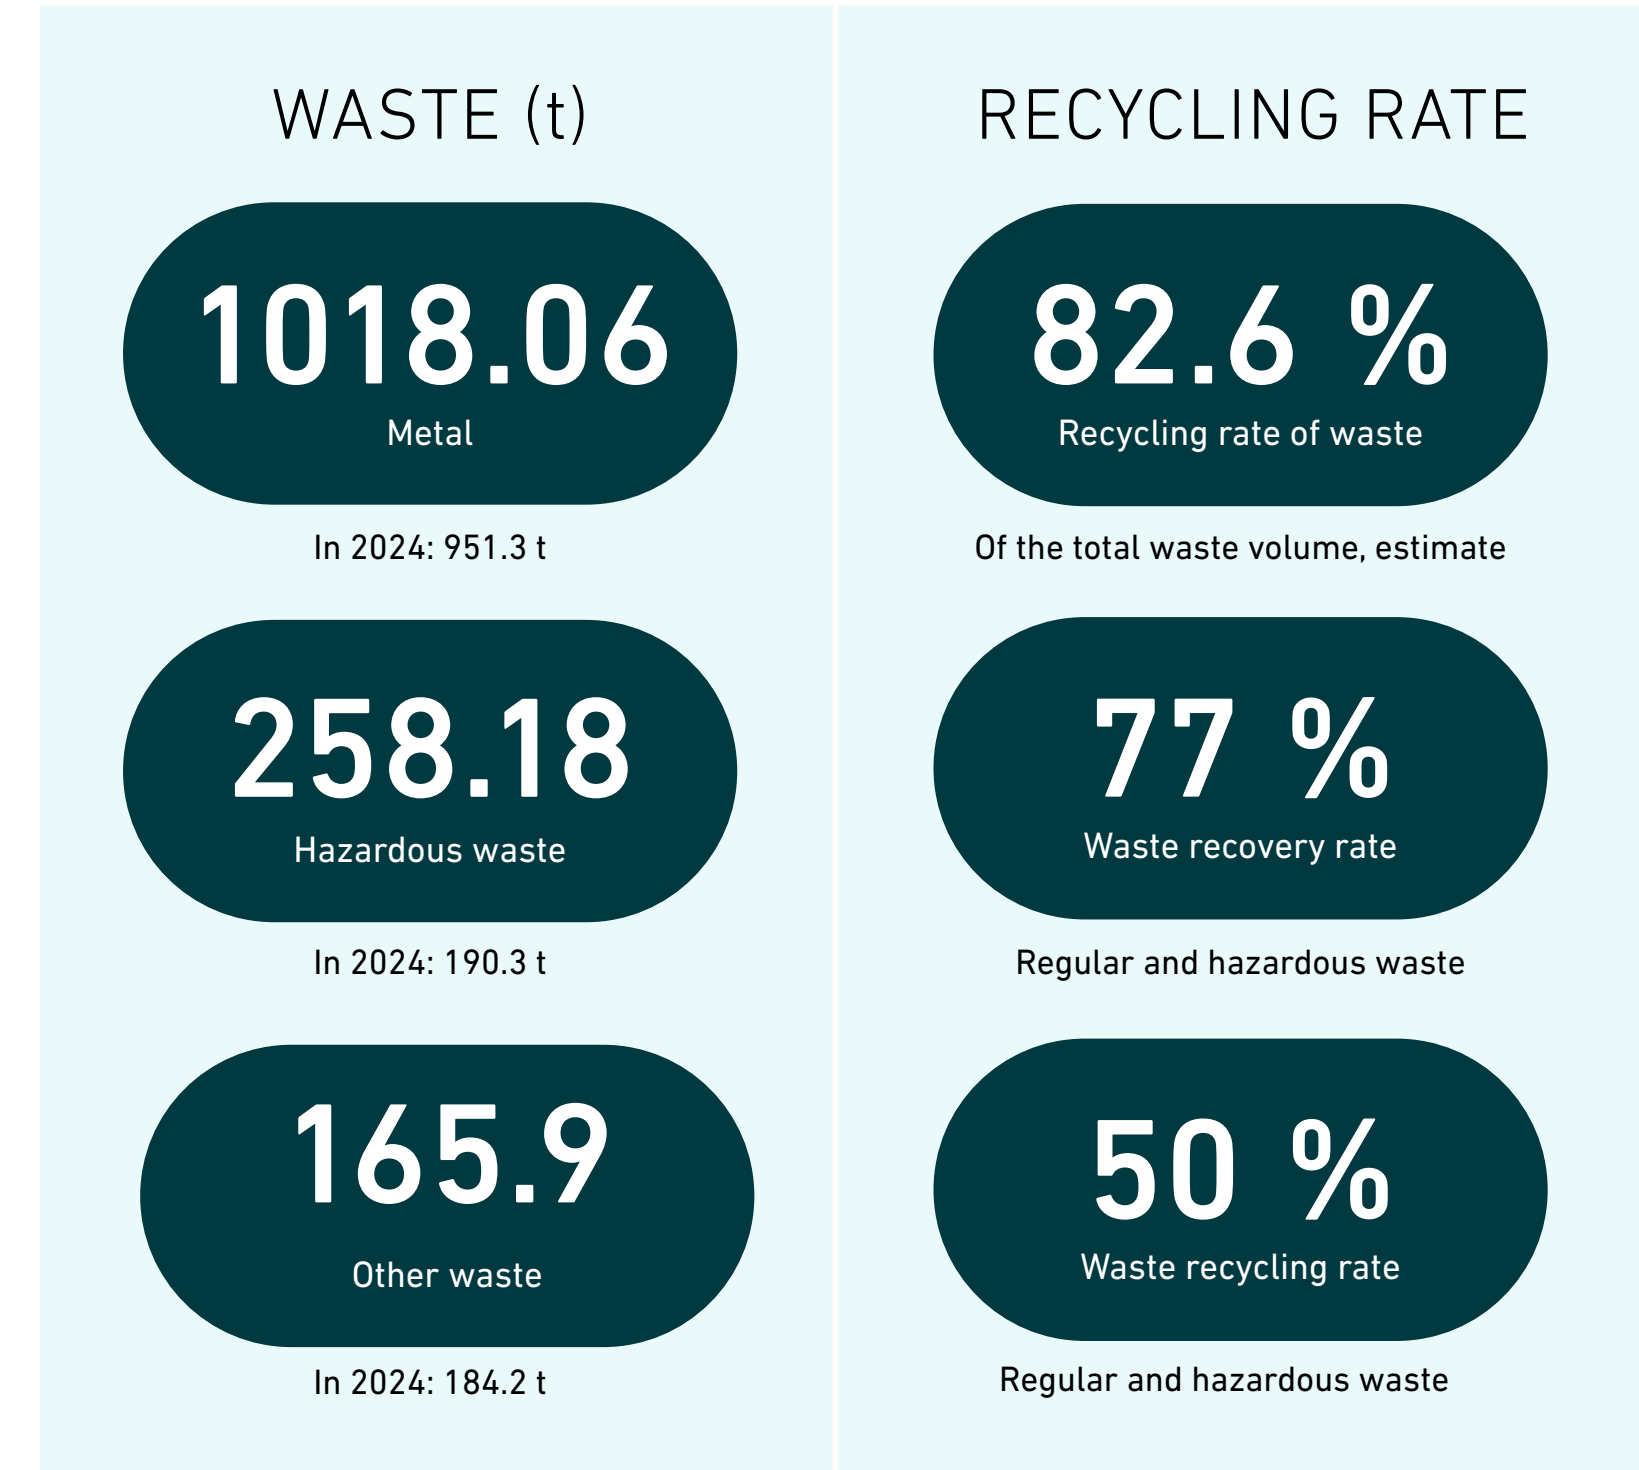 WASTE (t)
1018.06
Metal
In 2024: 951.3 t
258.18
Hazardous waste
In 2024: 190.3 t
165.9
Other waste
In 2024: 184.2 t
RECYCLING RATE
82.6 %
Recycling rate of waste
Of the total waste volume, estimate
77 %
Waste recovery rate
Regular and hazardous waste
50 %
Waste recycling rate
Regular and hazardous waste